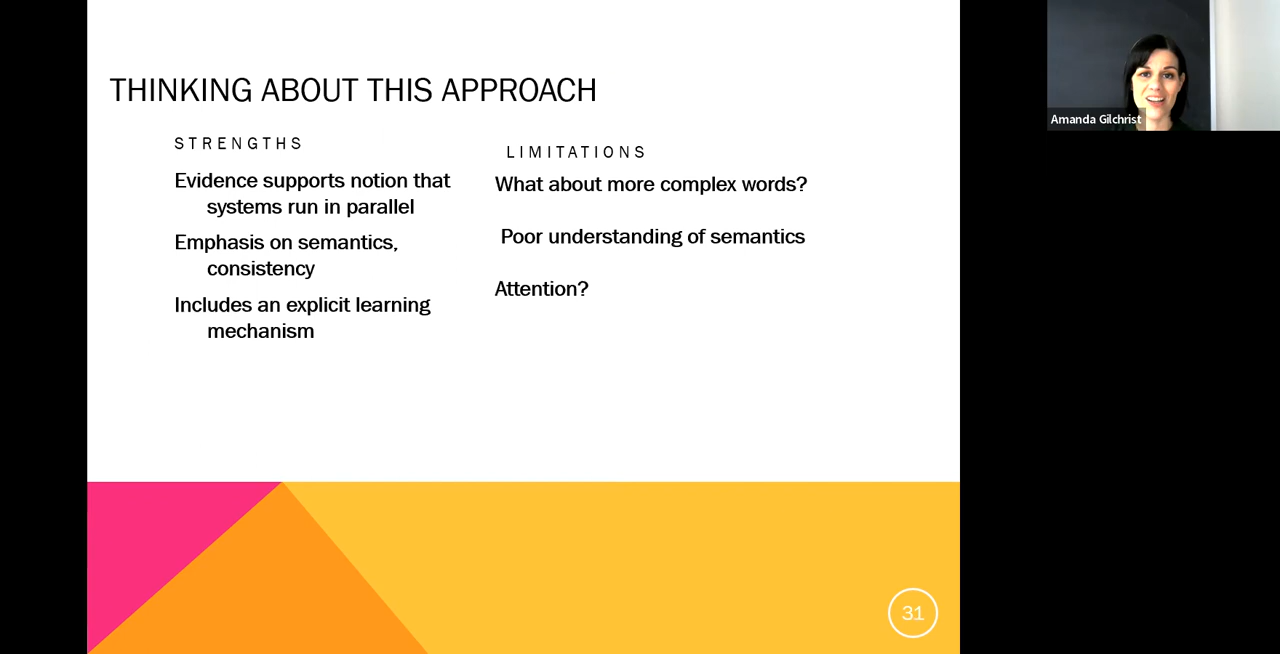 THINKING ABOUT THIS APPROACH
STRENGTHS
Evidence supports notion that
systems run in parallel
Emphasis on semantics,
consistency
Includes an explicit learning
mechanism
LIMITATIONS
What about more complex words?
Poor understanding of semantics
Attention?
31
Amanda Gilchrist